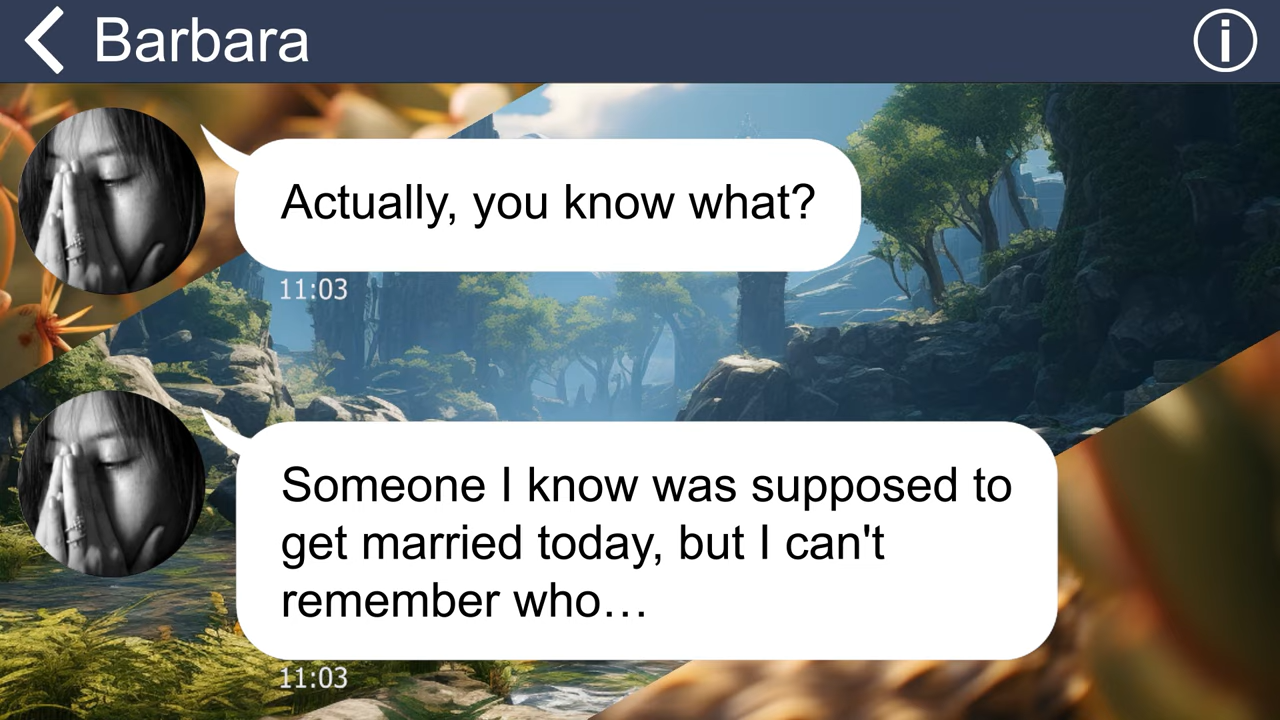 Barbara
Actually, you know what?
11:03
Someone I know was supposed to
get married today, but I can't
remember who…
11:03